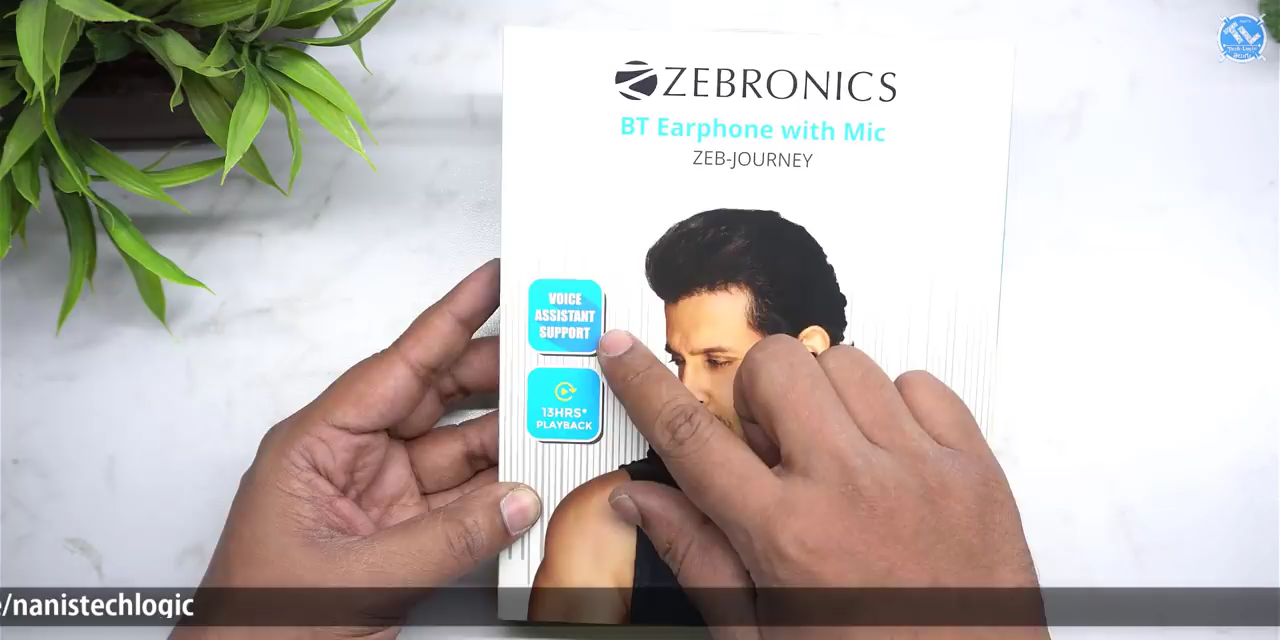 ZEBRONICS
BT Earphone with Mic
ZEB-JOURNEY
VOICE
ASSISTANT
SUPPORT
13HRS*
PLAYBACK
/nanistechlogic